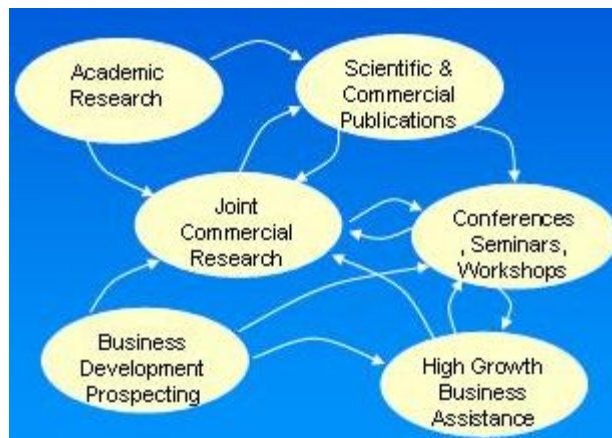 Academic
Research
Scientific &
Commercial
Publications
Joint
Commercial
Research
Conferences
, Seminars,
Workshops
Business
Development
Prospecting
High Growth
Business
Assistance